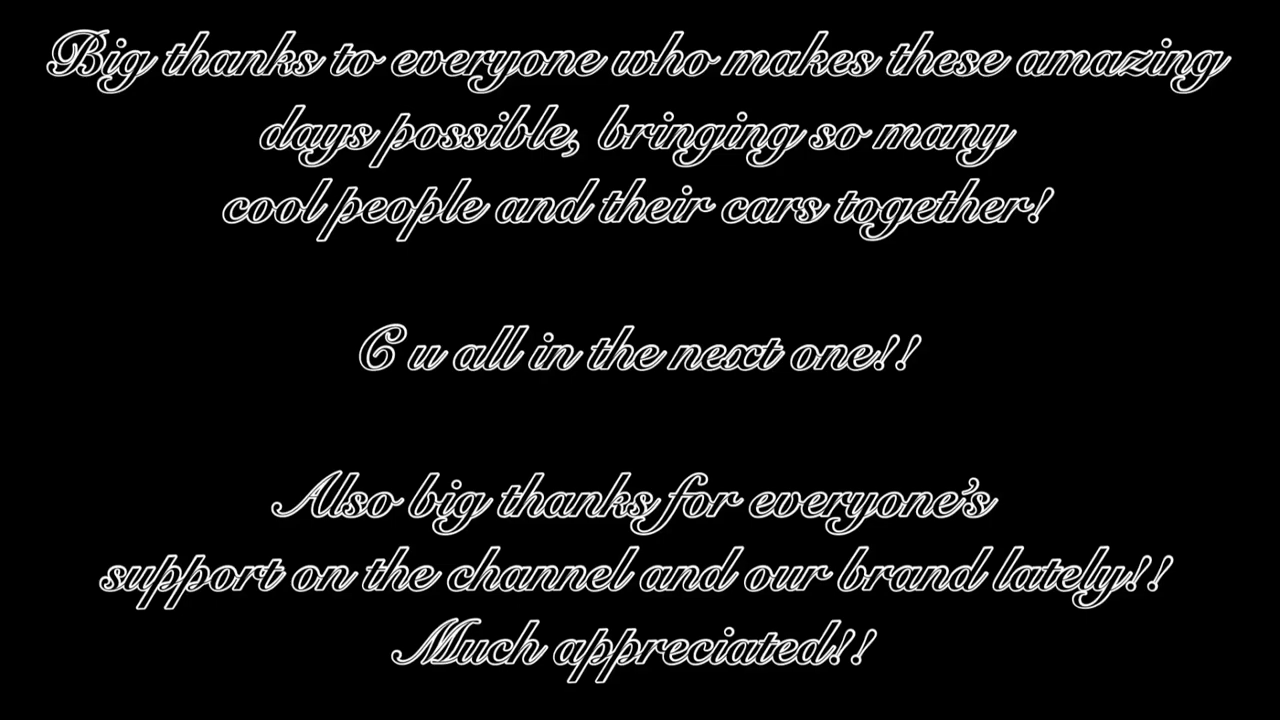 Big thanks to everyone who makes these amazing
days possible, bringing so many
cool people and their cars together!
C u all in the next one!!
Also big thanks for everyone's
support on the channel and our brand lately!!
Much appreciated!!